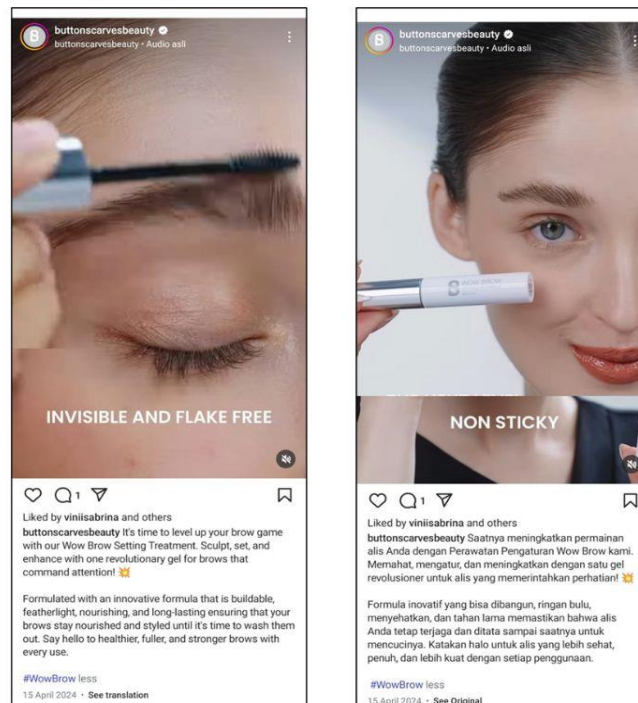 buttonscarvesbeauty
buttonscarvesbeauty • Audio asli
INVISIBLE AND FLAKE FREE
1
Liked by viniisabrina and others
buttonscarvesbeauty It's time to level up your brow game
with our Wow Brow Setting Treatment. Sculpt, set, and
enhance with one revolutionary gel for brows that
command attention! 💥
Formulated with an innovative formula that is buildable,
featherlight, nourishing, and long-lasting ensuring that your
brows stay nourished and styled until it's time to wash them
out. Say hello to healthier, fuller, and stronger brows with
every use.
#WowBrow less
15 April 2024 • See translation
buttonscarvesbeauty
buttonscarvesbeauty • Audio asli
WOW BROW
NON STICKY
1
Liked by viniisabrina and others
buttonscarvesbeauty Saatnya meningkatkan permainan
alis Anda dengan Perawatan Pengaturan Wow Brow kami.
Memahat, mengatur, dan meningkatkan dengan satu gel
revolusioner untuk alis yang memerintahkan perhatian! 💥
Formula inovatif yang bisa dibangun, ringan bulu,
menyehatkan, dan tahan lama memastikan bahwa alis
Anda tetap terjaga dan ditata sampai saatnya untuk
mencucinya. Katakan halo untuk alis yang lebih sehat,
penuh, dan lebih kuat dengan setiap penggunaan.
#WowBrow less
15 April 2024 • See Original